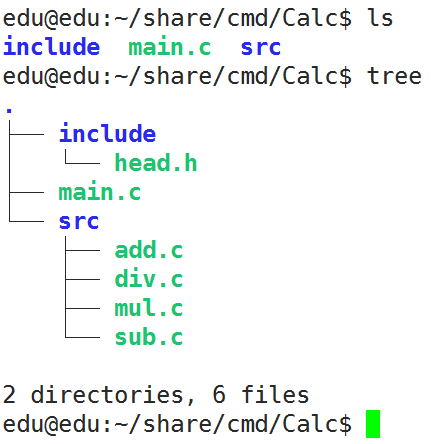 edu@edu:~/share/cmd/Calc$ ls
include  main.c  src
edu@edu:~/share/cmd/Calc$ tree
.
├── include
│   └── head.h
├── main.c
└── src
    ├── add.c
    ├── div.c
    ├── mul.c
    └── sub.c
2 directories, 6 files
edu@edu:~/share/cmd/Calc$